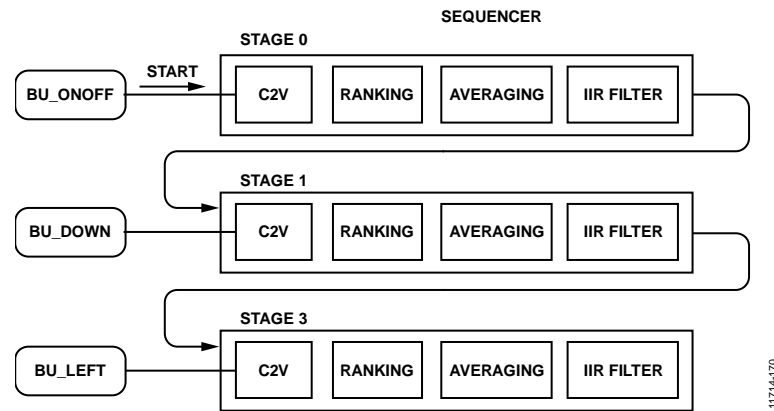 SEQUENCER
STAGE 0
START
BU_ONOFF
C2V
RANKING
AVERAGING
IIR FILTER
STAGE 1
BU_DOWN
C2V
RANKING
AVERAGING
IIR FILTER
STAGE 3
BU_LEFT
C2V
RANKING
AVERAGING
IIR FILTER
11714-170